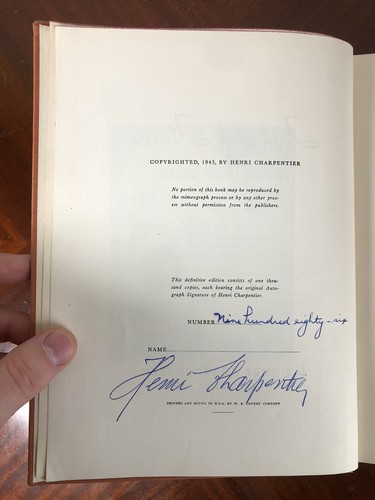 COPYRIGHTED, 1945, BY HENRI CHARPENTIER
No portion of this book may be reproduced by
the mimeograph process or by any other proc-
ess without permission from the publishers.
This definitive edition consists of one thou-
sand copies, each bearing the original Auto-
graph Signature of Henri Charpentier.
NUMBER Nine hundred eighty-six
NAME
Henri Charpentier
PRINTED AND BOUND IN U.S.A. BY W. B. CONKEY COMPANY